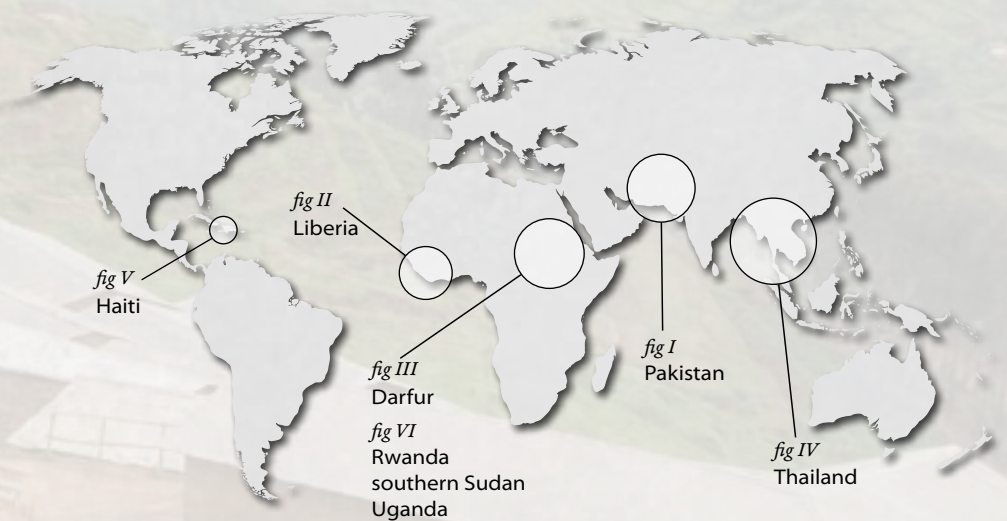 fig II
Liberia
fig V
Haiti
fig I
Pakistan
fig III
Darfur
fig VI
Rwanda
southern Sudan
Uganda
fig IV
Thailand